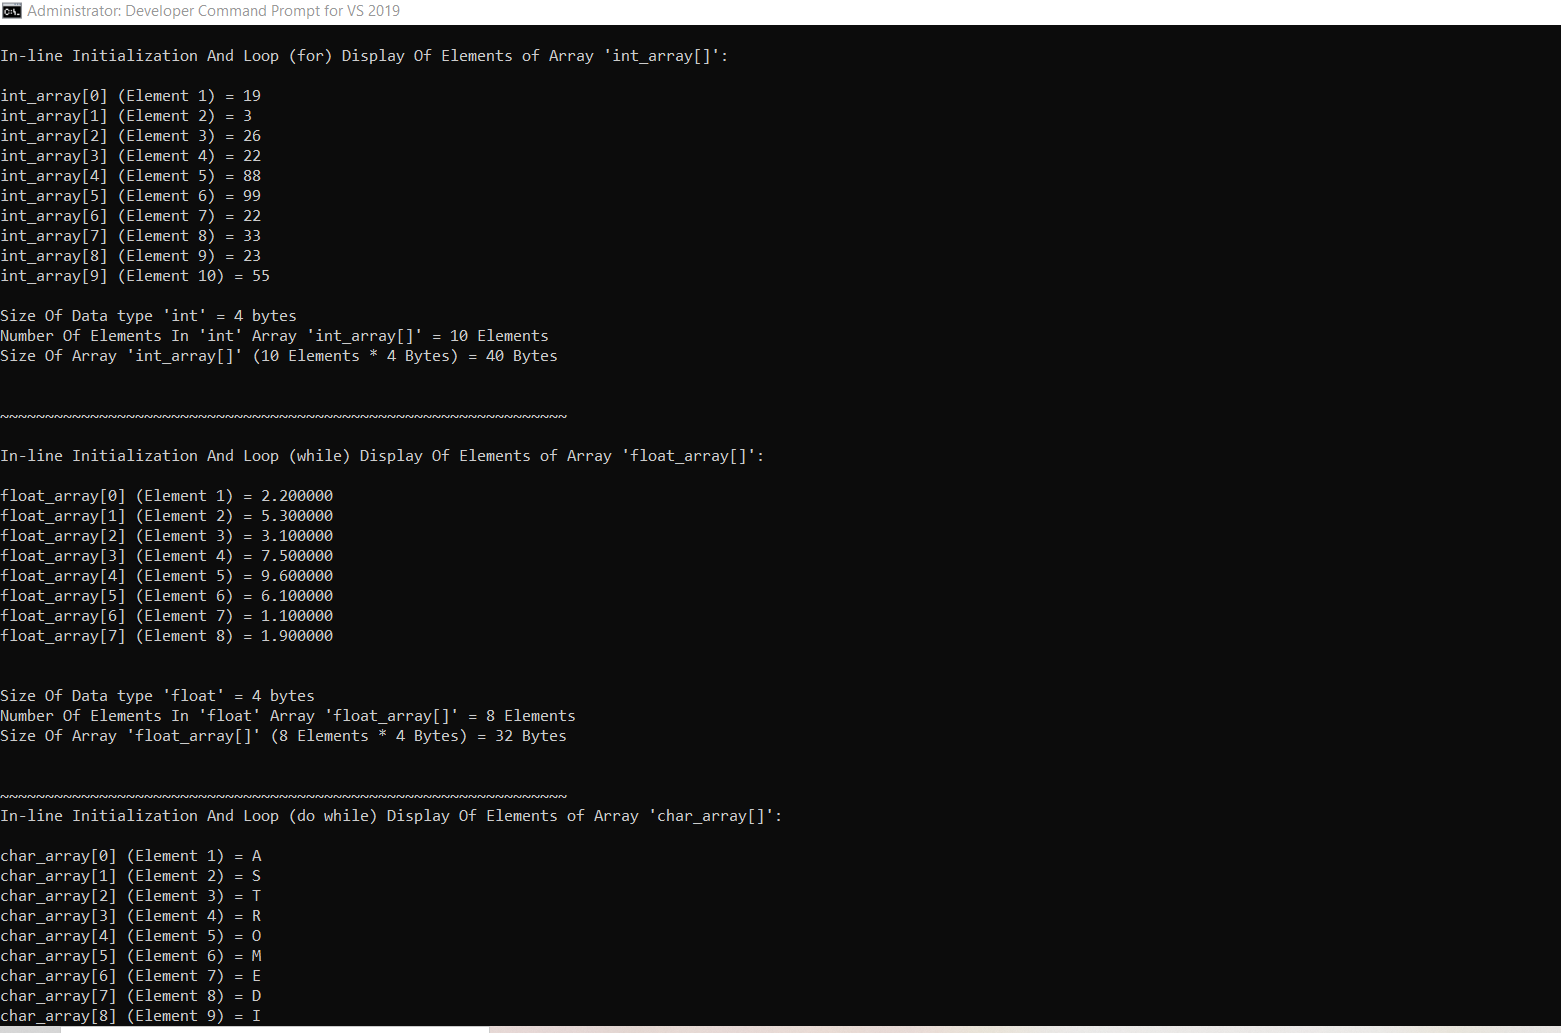 Administrator: Developer Command Prompt for VS 2019
In-line Initialization And Loop (for) Display Of Elements of Array 'int_array[]':
int_array[0] (Element 1) = 19
int_array[1] (Element 2) = 3
int_array[2] (Element 3) = 26
int_array[3] (Element 4) = 22
int_array[4] (Element 5) = 88
int_array[5] (Element 6) = 99
int_array[6] (Element 7) = 22
int_array[7] (Element 8) = 33
int_array[8] (Element 9) = 23
int_array[9] (Element 10) = 55
Size Of Data type 'int' = 4 bytes
Number Of Elements In 'int' Array 'int_array[]' = 10 Elements
Size Of Array 'int_array[]' (10 Elements * 4 Bytes) = 40 Bytes
~~~~~~~~~~~~~~~~~~~~~~~~~~~~~~~~~~~~~~~~~~~~~~~~~~~~~~~~~~~~~~~
In-line Initialization And Loop (while) Display Of Elements of Array 'float_array[]':
float_array[0] (Element 1) = 2.200000
float_array[1] (Element 2) = 5.300000
float_array[2] (Element 3) = 3.100000
float_array[3] (Element 4) = 7.500000
float_array[4] (Element 5) = 9.600000
float_array[5] (Element 6) = 6.100000
float_array[6] (Element 7) = 1.100000
float_array[7] (Element 8) = 1.900000
Size Of Data type 'float' = 4 bytes
Number Of Elements In 'float' Array 'float_array[]' = 8 Elements
Size Of Array 'float_array[]' (8 Elements * 4 Bytes) = 32 Bytes
~~~~~~~~~~~~~~~~~~~~~~~~~~~~~~~~~~~~~~~~~~~~~~~~~~~~~~~~~~~~~~~
In-line Initialization And Loop (do while) Display Of Elements of Array 'char_array[]':
char_array[0] (Element 1) = A
char_array[1] (Element 2) = S
char_array[2] (Element 3) = T
char_array[3] (Element 4) = R
char_array[4] (Element 5) = O
char_array[5] (Element 6) = M
char_array[6] (Element 7) = E
char_array[7] (Element 8) = D
char_array[8] (Element 9) = I